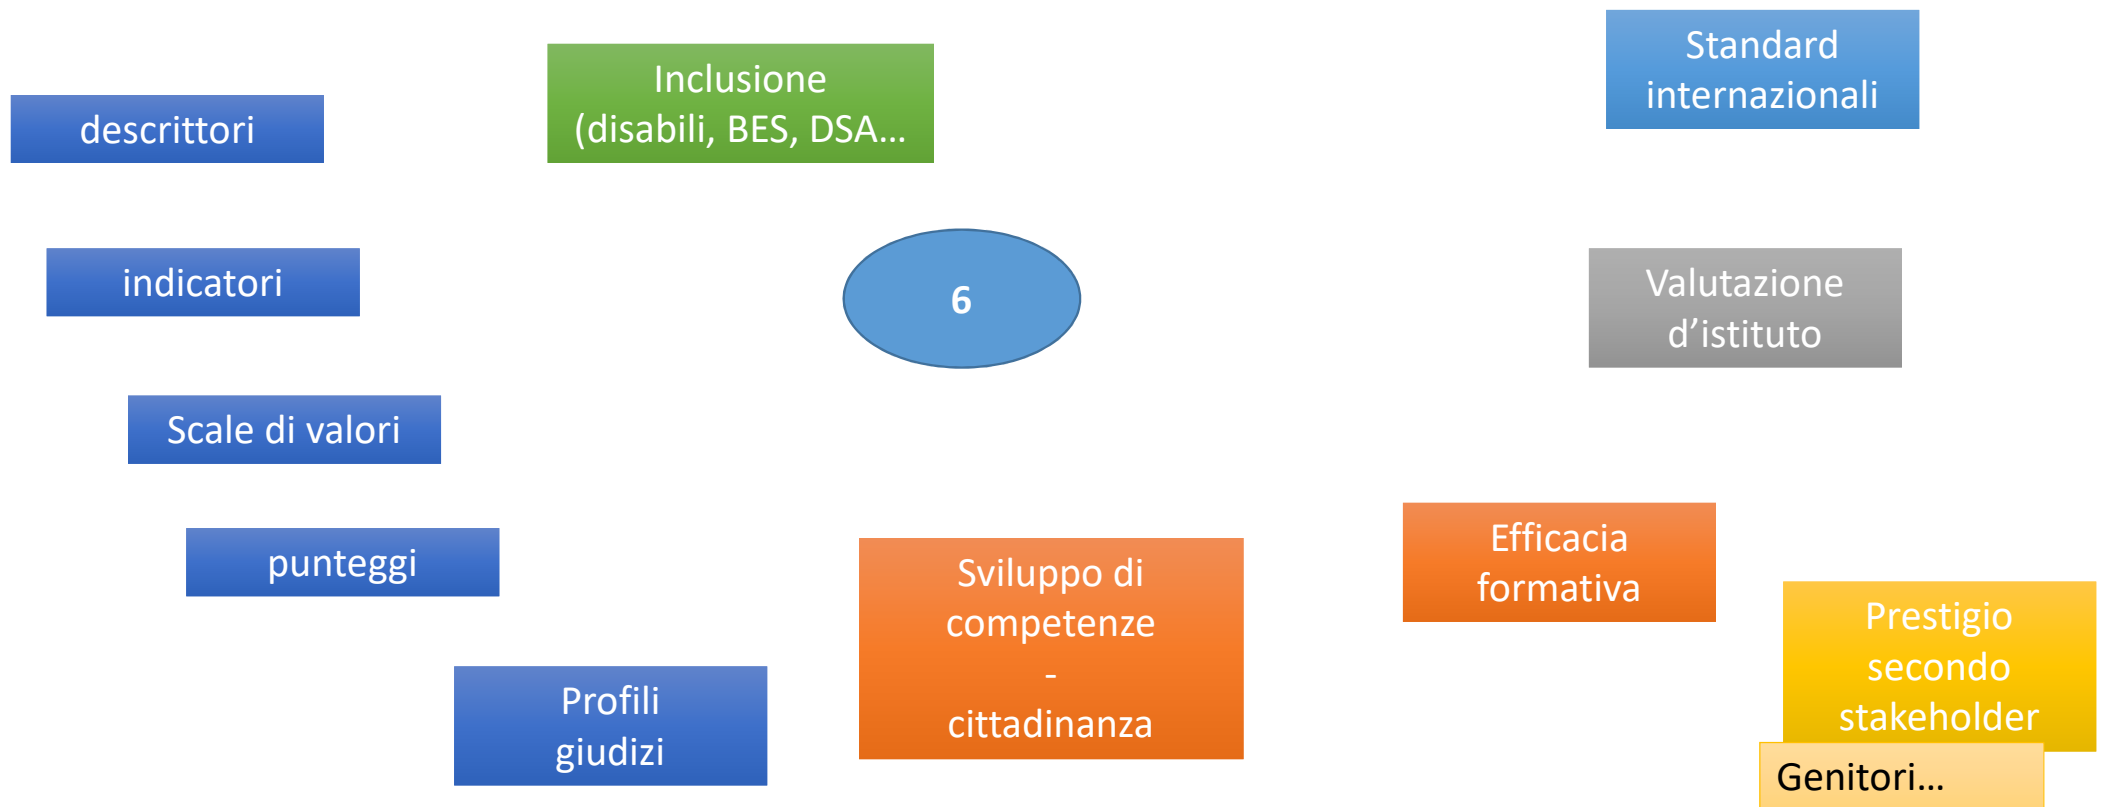 descrittori
Inclusione
(disabili, BES, DSA…
Standard
internazionali
indicatori
6
Valutazione
d’istituto
Scale di valori
punteggi
Sviluppo di
competenze
-
cittadinanza
Efficacia
formativa
Profili
giudizi
Prestigio
secondo
stakeholder
Genitori…